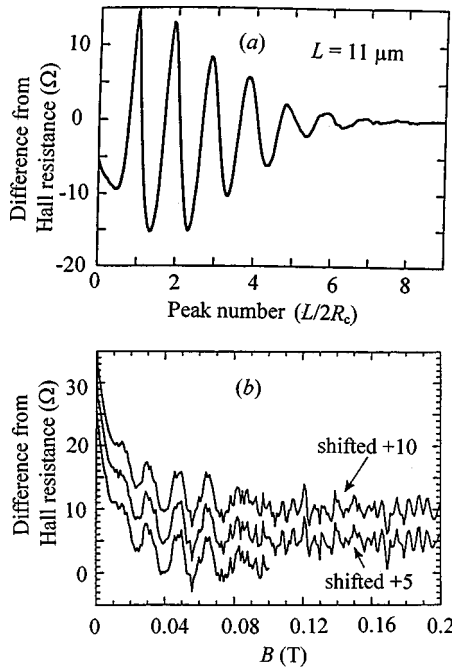 (a)
L = 11 μm
10
0
-10
-20
Difference from
Hall resistance (Ω)
0 2 4 6 8
Peak number (L/2Rc)
(b)
30
20
10
0
Difference from
Hall resistance (Ω)
shifted +10
shifted +5
0 0.04 0.08 0.12 0.16 0.2
B (T)